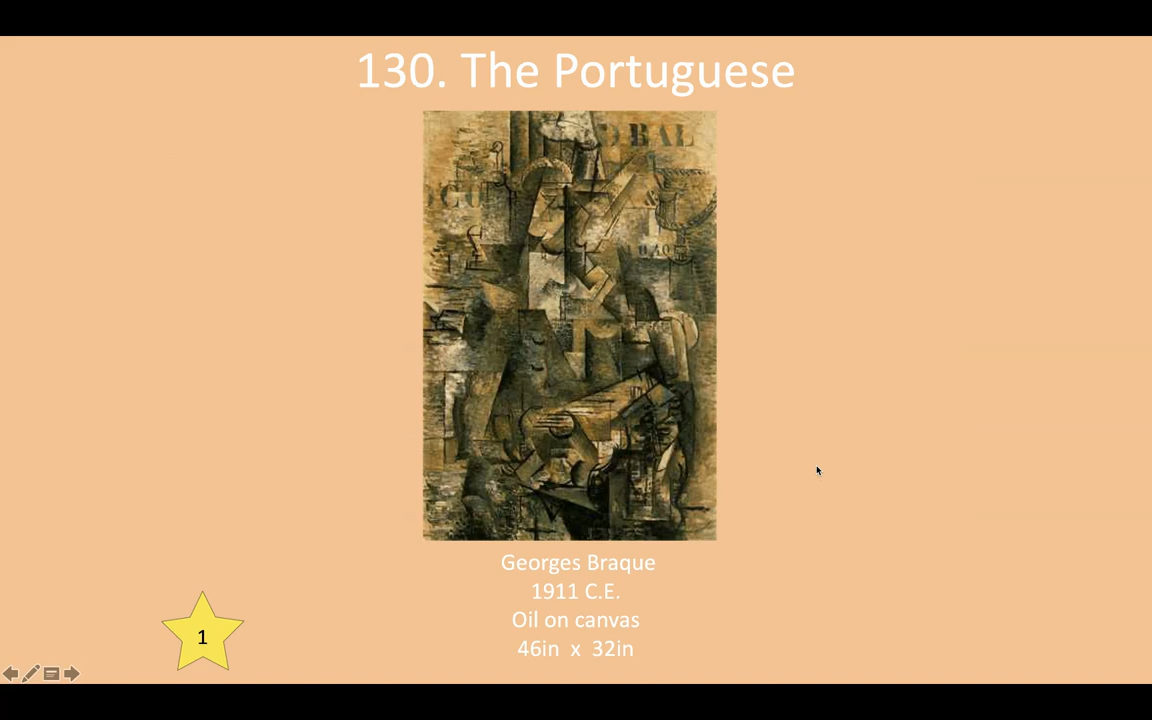 130. The Portuguese
BAL
Georges Braque
1911 C.E.
Oil on canvas
46in x 32in
1